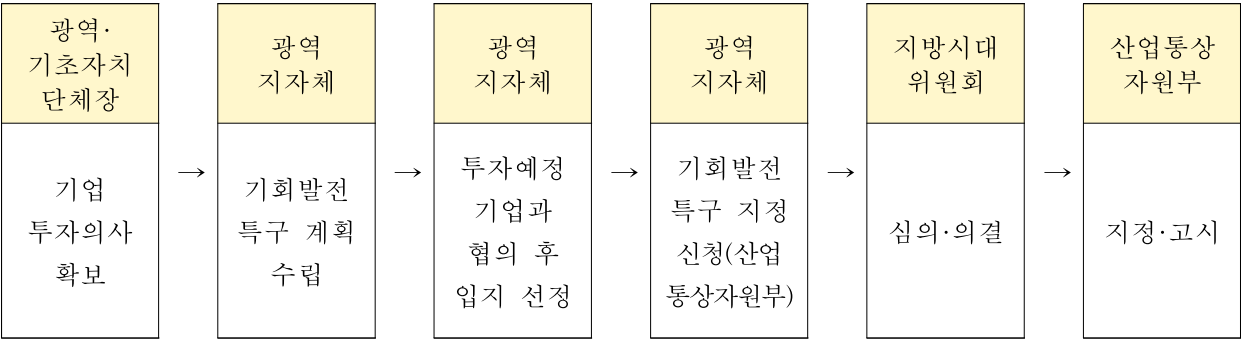 광역·
기초자치
단체장
기업
투자의사
확보
→
광역
지자체
기회발전
특구 계획
수립
→
광역
지자체
투자예정
기업과
협의 후
입지 선정
→
광역
지자체
기회발전
특구 지정
신청(산업
통상자원부)
→
지방시대
위원회
심의·의결
→
산업통상
자원부
지정·고시